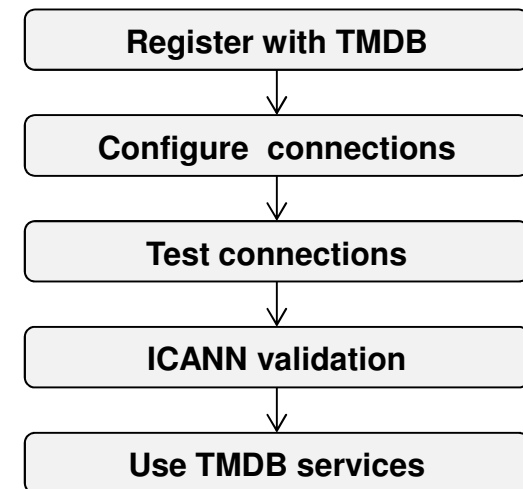 Register with TMDB
Configure connections
Test connections
ICANN validation
Use TMDB services